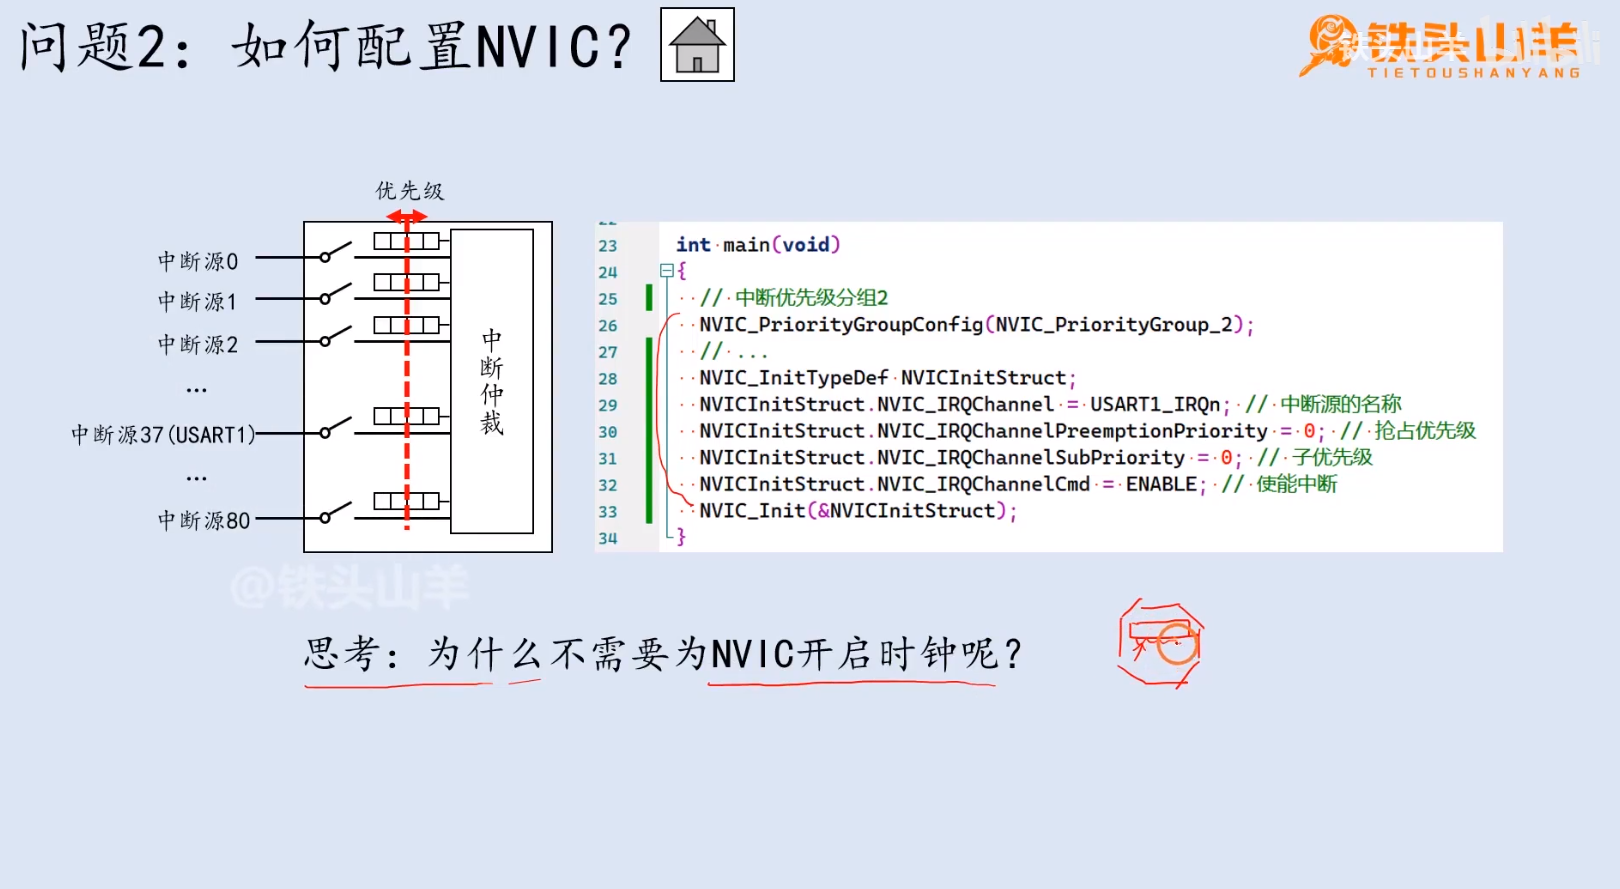 问题2：如何配置NVIC？
铁头山羊
TIETOUSHANYANG
优先级
中断源0
中断源1
中断源2
...
中断源37(USART1)
...
中断源80
中断仲裁
23 int main(void)
24 {
25 // 中断优先级分组2
26 NVIC_PriorityGroupConfig(NVIC_PriorityGroup_2);
27 // ...
28 NVIC_InitTypeDef NVICInitStruct;
29 NVICInitStruct.NVIC_IRQChannel = USART1_IRQn; // 中断源的名称
30 NVICInitStruct.NVIC_IRQChannelPreemptionPriority = 0; // 抢占优先级
31 NVICInitStruct.NVIC_IRQChannelSubPriority = 0; // 子优先级
32 NVICInitStruct.NVIC_IRQChannelCmd = ENABLE; // 使能中断
33 NVIC_Init(&NVICInitStruct);
34 }
@铁头山羊
思考：为什么不需要为NVIC开启时钟呢？